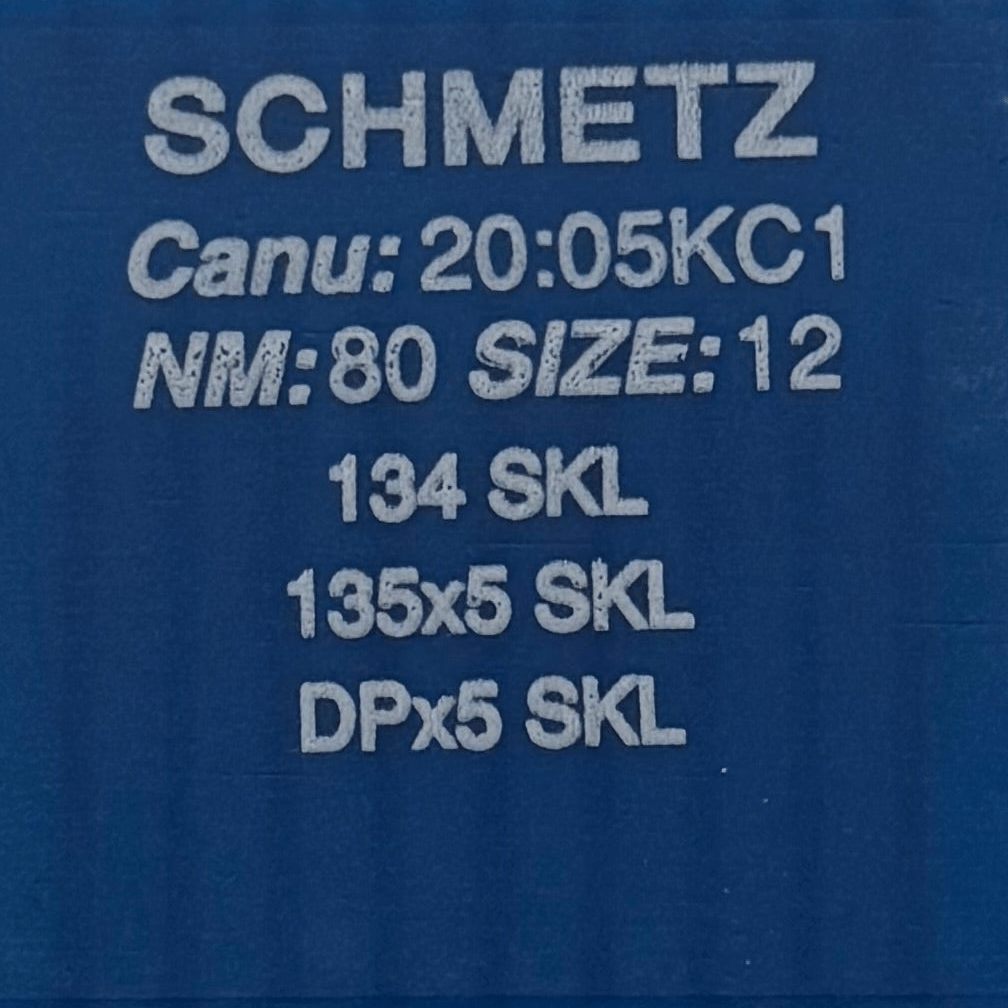 SCHMETZ
Canu: 20:05KC1
NM: 80 SIZE: 12
134 SKL
135x5 SKL
DPx5 SKL